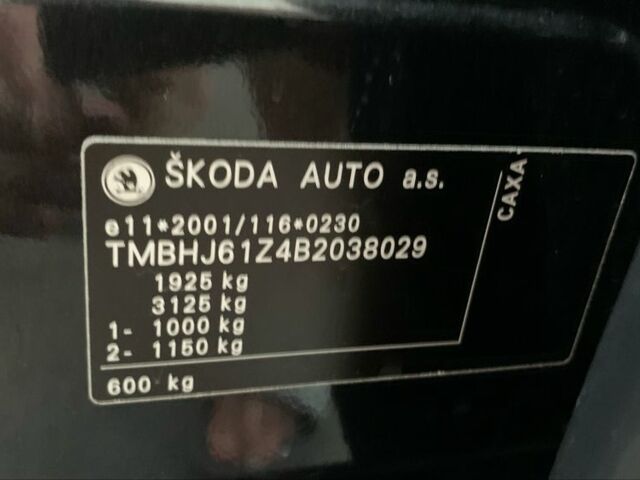 ŠKODA AUTO a.s.
e11*2001/116*0230
TMBHJ61Z4B2038029
1925 kg
3125 kg
1- 1000 kg
2- 1150 kg
600 kg
CAXA